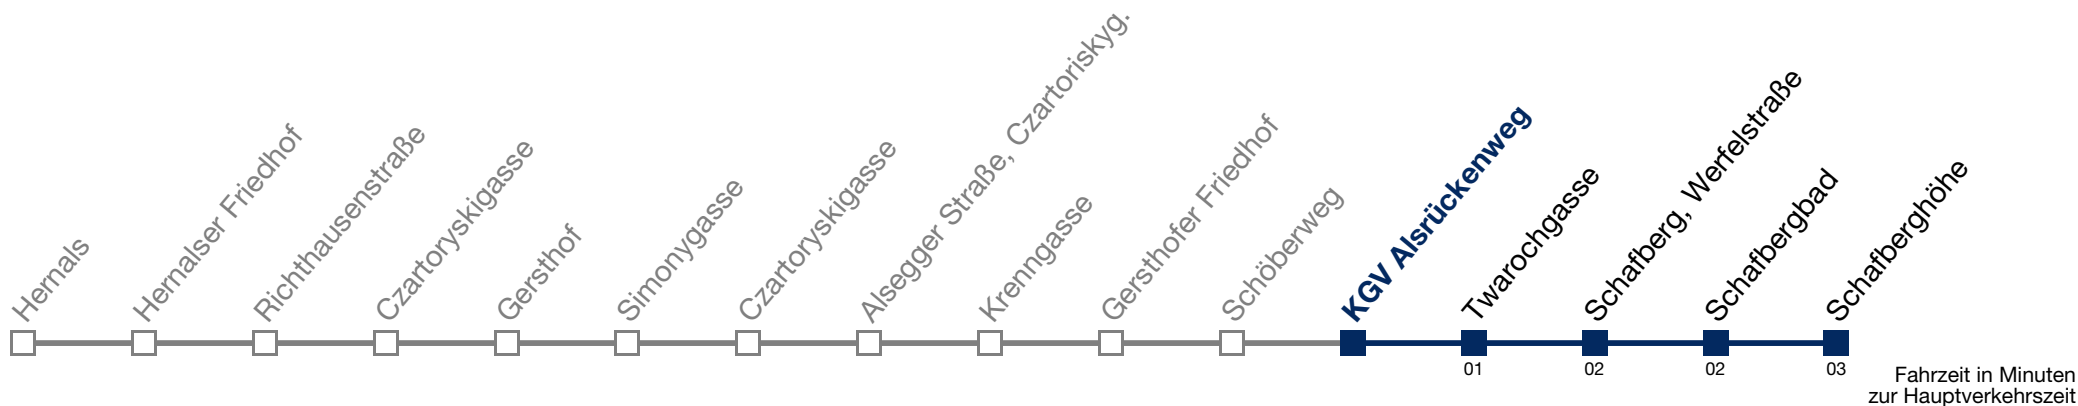 Hernals
Hernalser Friedhof
Richthausenstraße
Czartoryskigasse
Gersthof
Simonygasse
Czartoryskigasse
Alsegger Straße, Czartoriskyg.
Krenngasse
Gersthofer Friedhof
Schöberweg
KGV Alsrückenweg
Twarochgasse
Schafberg, Werfelstraße
Schafbergbad
Schafberghöhe
01
02
02
03
Fahrzeit in Minuten
zur Hauptverkehrszeit